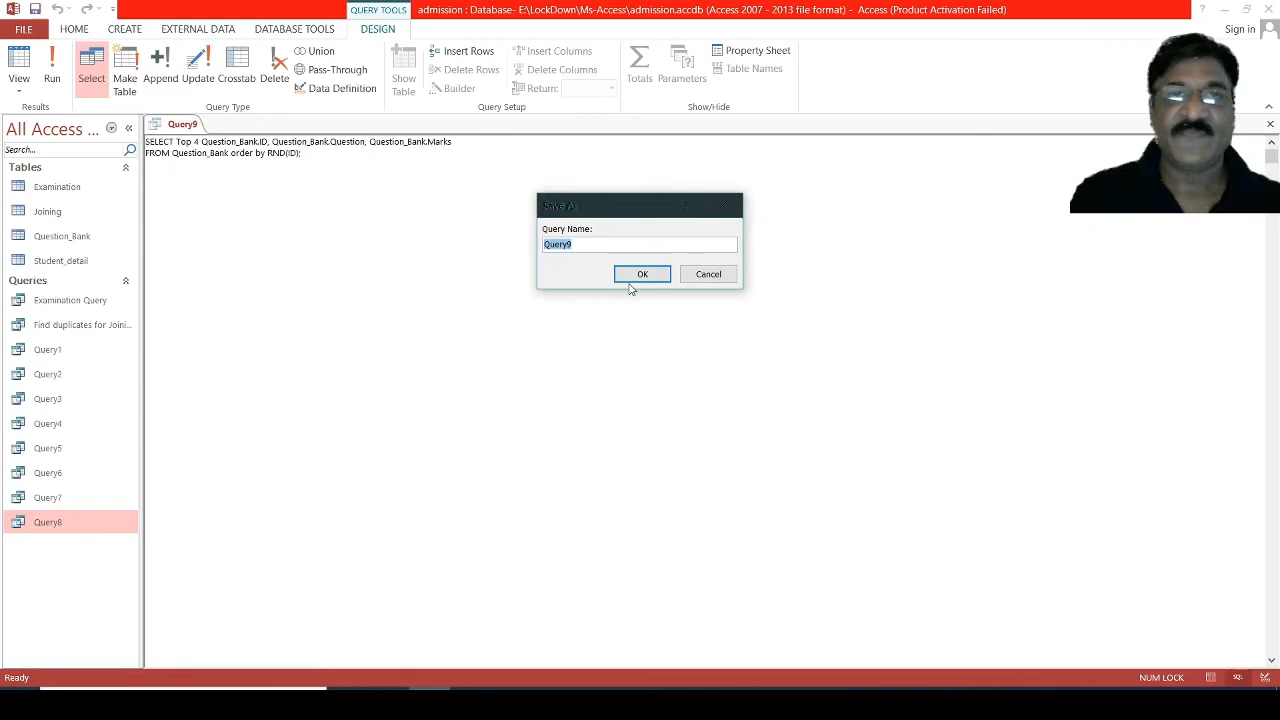 QUERY TOOLS
admission : Database- E:\LockDown\Ms-Access\admission.accdb (Access 2007 - 2013 file format) - Access (Product Activation Failed)
FILE HOME CREATE EXTERNAL DATA DATABASE TOOLS DESIGN Sign in
View
Run
Select
Make Table
Append
Update
Crosstab
Delete
Union
Pass-Through
Data Definition
Show Table
Insert Rows
Delete Rows
Builder
Insert Columns
Delete Columns
Return:
Totals
Parameters
Property Sheet
Table Names
Results
Query Type
Query Setup
Show/Hide
All Access ...
Search...
Tables
Examination
Joining
Question_Bank
Student_detail
Queries
Examination Query
Find duplicates for Joini...
Query1
Query2
Query3
Query4
Query5
Query6
Query7
Query8
Query9
SELECT Top 4 Question_Bank.ID, Question_Bank.Question, Question_Bank.Marks
FROM Question_Bank order by RND(ID);
Save As
Query Name:
Query9
OK
Cancel
Ready
NUM LOCK
SQL